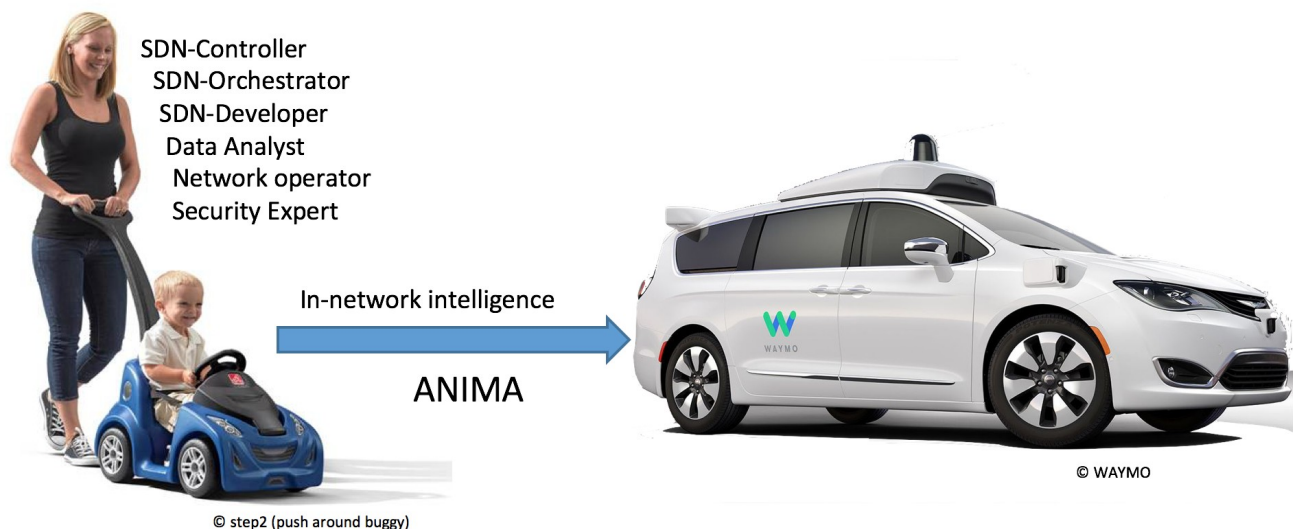 SDN-Controller
SDN-Orchestrator
SDN-Developer
Data Analyst
Network operator
Security Expert
In-network intelligence
ANIMA
WAYMO
© WAYMO
© step2 (push around buggy)